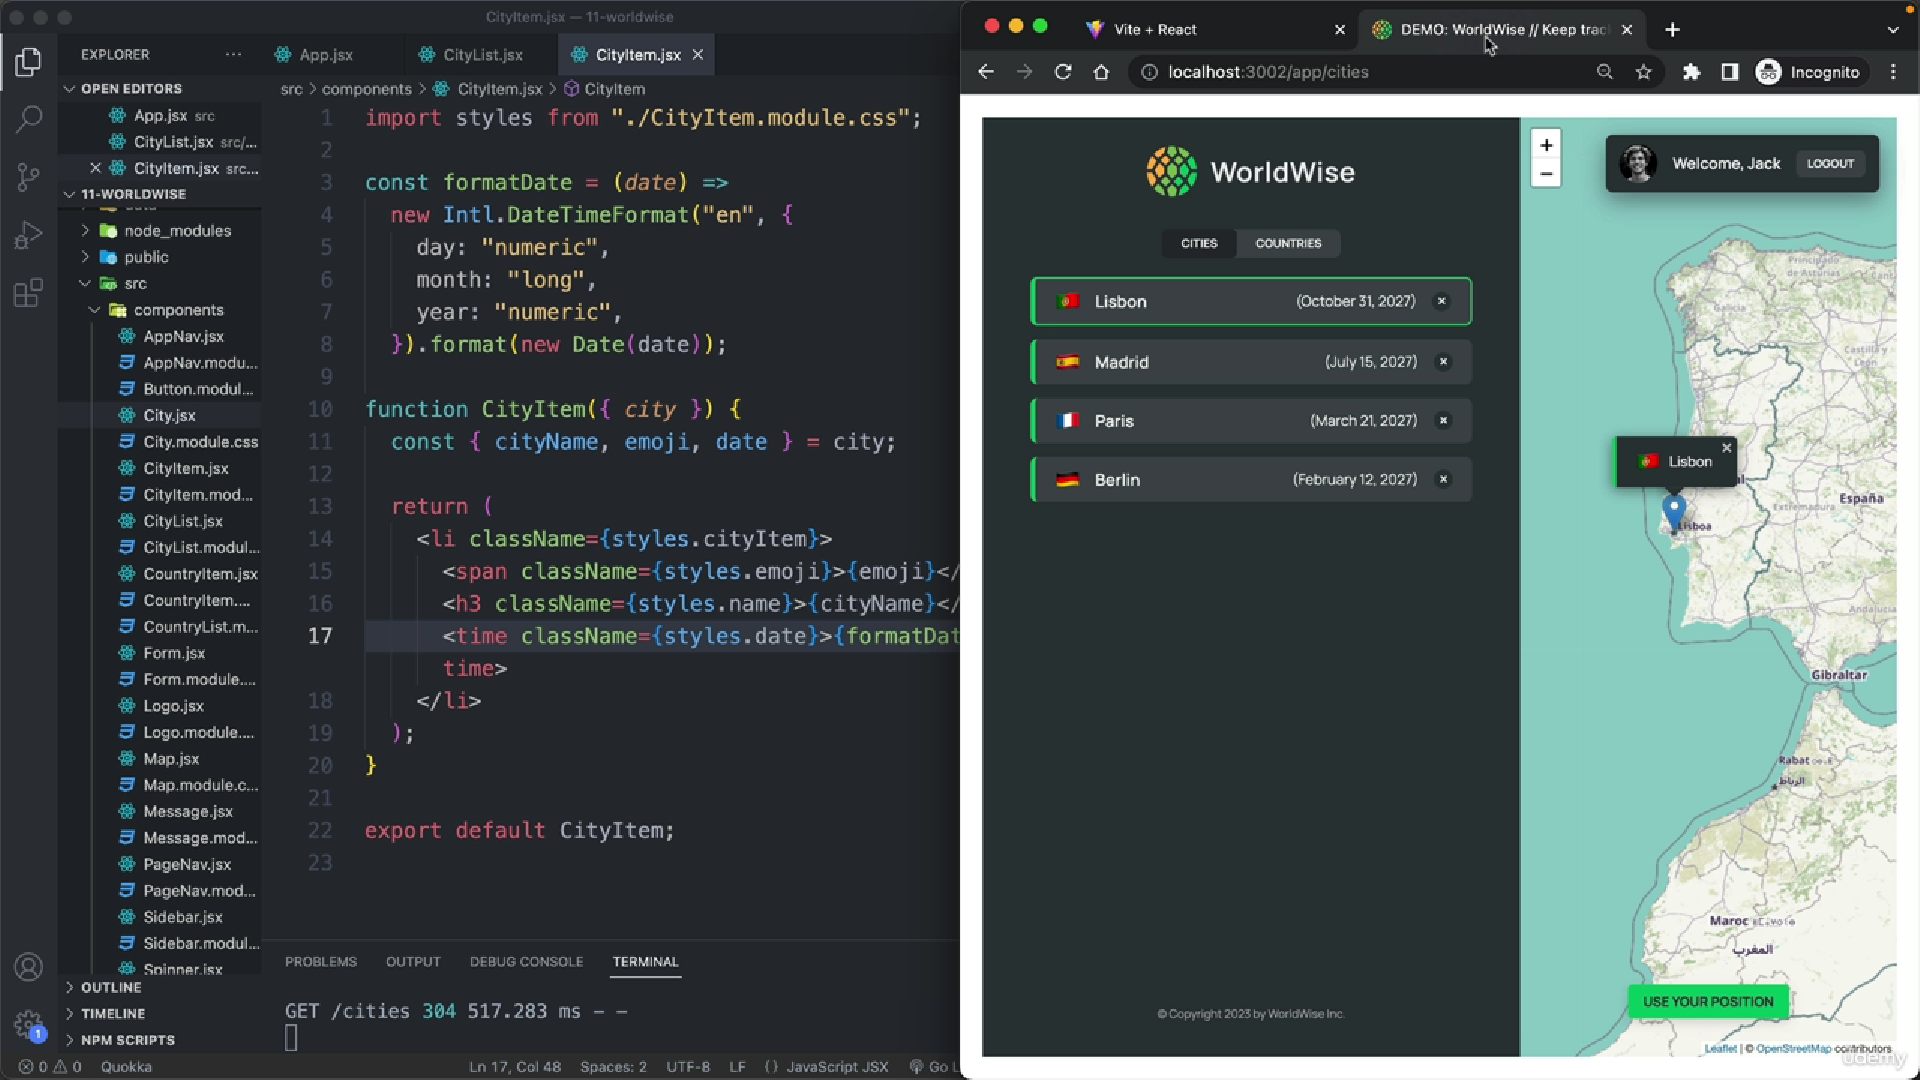 CityItem.jsx — 11-worldwise
EXPLORER
App.jsx
CityList.jsx
CityItem.jsx
OPEN EDITORS
App.jsx src
CityList.jsx src/...
CityItem.jsx src...
11-WORLDWISE
node_modules
public
src
components
AppNav.jsx
AppNav.modu...
Button.modul...
City.jsx
City.module.css
CityItem.jsx
CityItem.mod...
CityList.jsx
CityList.modul...
CountryItem.jsx
CountryItem....
CountryList.m...
Form.jsx
Form.module....
Logo.jsx
Logo.module....
Map.jsx
Map.module.c...
Message.jsx
Message.mod...
PageNav.jsx
PageNav.mod...
Sidebar.jsx
Sidebar.modul...
Spinner.jsx
OUTLINE
TIMELINE
NPM SCRIPTS
src > components > CityItem.jsx > CityItem
1 import styles from "./CityItem.module.css";
2
3 const formatDate = (date) =>
4 new Intl.DateTimeFormat("en", {
5 day: "numeric",
6 month: "long",
7 year: "numeric",
8 }).format(new Date(date));
9
10 function CityItem({ city }) {
11 const { cityName, emoji, date } = city;
12
13 return (
14 <li className={styles.cityItem}>
15 <span className={styles.emoji}>{emoji}</
16 <h3 className={styles.name}>{cityName}</
17 <time className={styles.date}>{formatDat
time>
18 </li>
19 );
20 }
21
22 export default CityItem;
23
PROBLEMS OUTPUT DEBUG CONSOLE TERMINAL
GET /cities 304 517.283 ms - -
1
0 0 Quokka
Ln 17, Col 48 Spaces: 2 UTF-8 LF {} JavaScript JSX Go L
Vite + React
DEMO: WorldWise // Keep trac
localhost:3002/app/cities
Incognito
WorldWise
CITIES COUNTRIES
Lisbon (October 31, 2027) ×
Madrid (July 15, 2027) ×
Paris (March 21, 2027) ×
Berlin (February 12, 2027) ×
© Copyright 2023 by WorldWise Inc.
+
−
Welcome, Jack LOGOUT
Principado
de Asturias
Galicia
Castilla y
León
Lisbon ×
España
Extremadura
Lisboa
Andalucía
Gibraltar
Rabat
الرباط
Maroc
المغرب
USE YOUR POSITION
Leaflet | © OpenStreetMap contributors
udemy